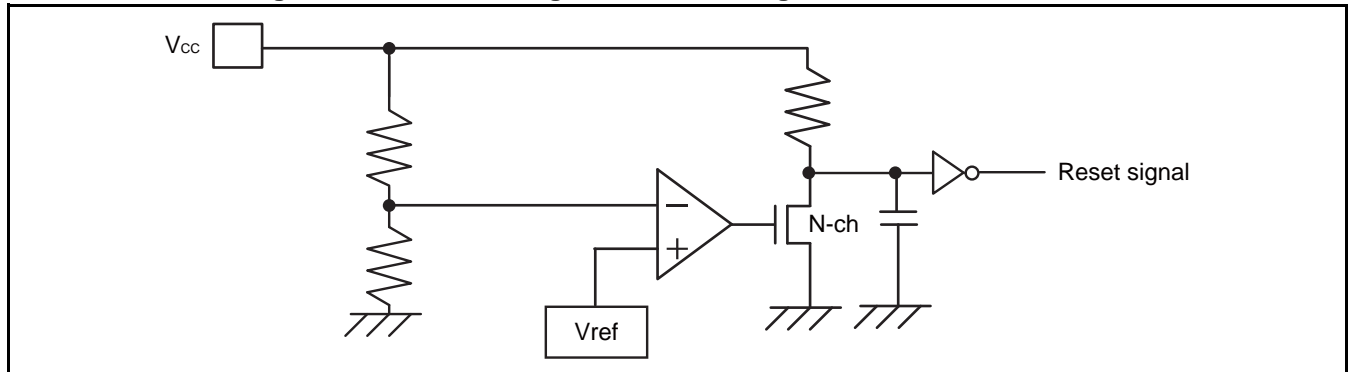 Vcc
Reset signal
−
N-ch
+
Vref